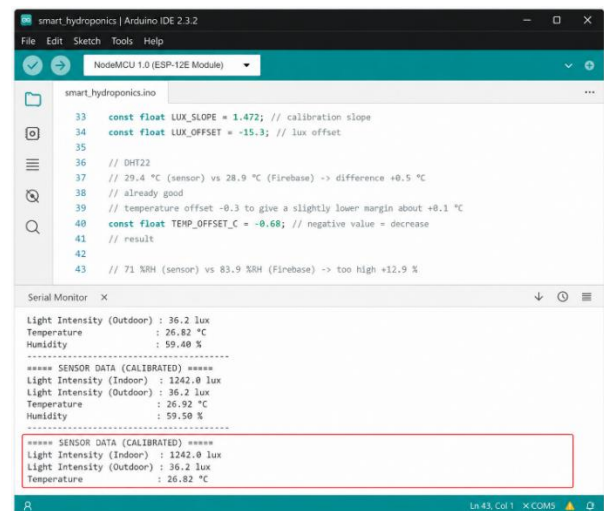 smart_hydroponics | Arduino IDE 2.3.2
File Edit Sketch Tools Help
NodeMCU 1.0 (ESP-12E Module)
smart_hydroponics.ino
33 const float LUX_SLOPE = 1.472; // calibration slope
34 const float LUX_OFFSET = -15.3; // lux offset
35
36 // DHT22
37 // 29.4 °C (sensor) vs 28.9 °C (Firebase) -> difference +0.5 °C
38 // already good
39 // temperature offset -0.3 to give a slightly lower margin about +0.1 °C
40 const float TEMP_OFFSET_C = -0.68; // negative value = decrease
41 // result
42
43 // 71 %RH (sensor) vs 83.9 %RH (Firebase) -> too high +12.9 %
Serial Monitor ×
Light Intensity (Outdoor) : 36.2 lux
Temperature : 26.82 °C
Humidity : 59.40 %
----------------------------------------
===== SENSOR DATA (CALIBRATED) =====
Light Intensity (Indoor) : 1242.0 lux
Light Intensity (Outdoor) : 36.2 lux
Temperature : 26.92 °C
Humidity : 59.50 %
----------------------------------------
===== SENSOR DATA (CALIBRATED) =====
Light Intensity (Indoor) : 1242.0 lux
Light Intensity (Outdoor) : 36.2 lux
Temperature : 26.82 °C
Ln 43, Col 1 × COM5